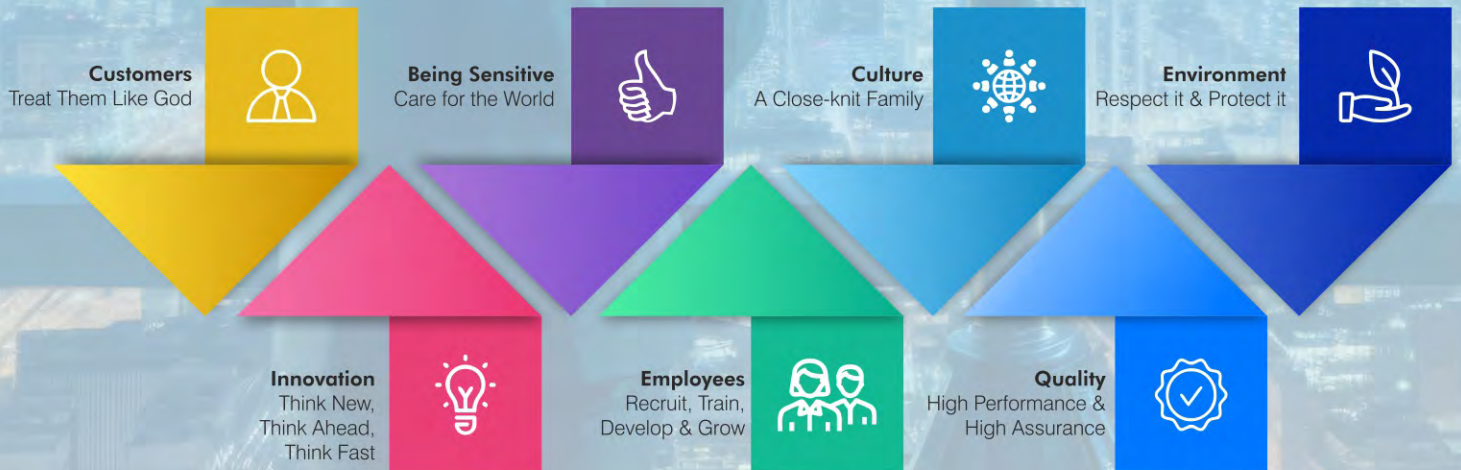 Customers
Treat Them Like God
Being Sensitive
Care for the World
Culture
A Close-knit Family
Environment
Respect it & Protect it
Innovation
Think New,
Think Ahead,
Think Fast
Employees
Recruit, Train,
Develop & Grow
Quality
High Performance &
High Assurance